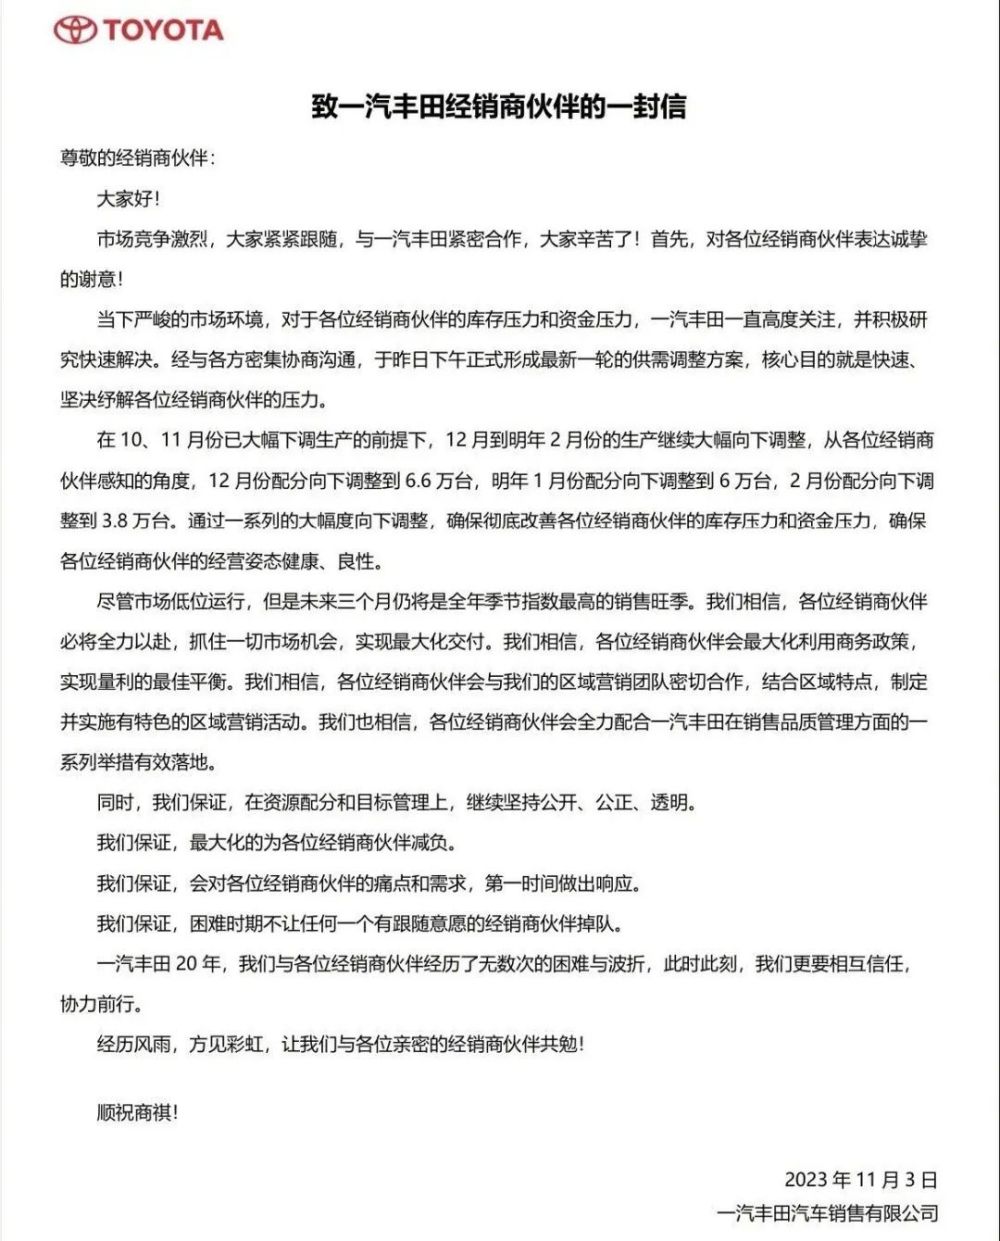 TOYOTA
致一汽丰田经销商伙伴的一封信
尊敬的经销商伙伴：
大家好！
市场竞争激烈，大家紧紧跟随，与一汽丰田紧密合作，大家辛苦了！首先，对各位经销商伙伴表达诚挚
的谢意！
当下严峻的市场环境，对于各位经销商伙伴的库存压力和资金压力，一汽丰田一直高度关注，并积极研
究快速解决。经与各方密集协商沟通，于昨日下午正式形成最新一轮的供需调整方案，核心目的就是快速、
坚决纾解各位经销商伙伴的压力。
在 10、11 月份已大幅下调生产的前提下，12 月到明年 2 月份的生产继续大幅向下调整，从各位经销商
伙伴感知的角度，12 月份配分向下调整到 6.6 万台，明年 1 月份配分向下调整到 6 万台，2 月份配分向下调
整到 3.8 万台。通过一系列的大幅度向下调整，确保彻底改善各位经销商伙伴的库存压力和资金压力，确保
各位经销商伙伴的经营姿态健康、良性。
尽管市场低位运行，但是未来三个月仍将是全年季节指数最高的销售旺季。我们相信，各位经销商伙伴
必将全力以赴，抓住一切市场机会，实现最大化交付。我们相信，各位经销商伙伴会最大化利用商务政策，
实现量利的最佳平衡。我们相信，各位经销商伙伴会与我们的区域营销团队密切合作，结合区域特点，制定
并实施有特色的区域营销活动。我们也相信，各位经销商伙伴会全力配合一汽丰田在销售品质管理方面的一
系列举措有效落地。
同时，我们保证，在资源配分和目标管理上，继续坚持公开、公正、透明。
我们保证，最大化的为各位经销商伙伴减负。
我们保证，会对各位经销商伙伴的痛点和需求，第一时间做出响应。
我们保证，困难时期不让任何一个有跟随意愿的经销商伙伴掉队。
一汽丰田 20 年，我们与各位经销商伙伴经历了无数次的困难与波折，此时此刻，我们更要相互信任，
协力前行。
经历风雨，方见彩虹，让我们与各位亲密的经销商伙伴共勉！
顺祝商祺！
2023 年 11 月 3 日
一汽丰田汽车销售有限公司